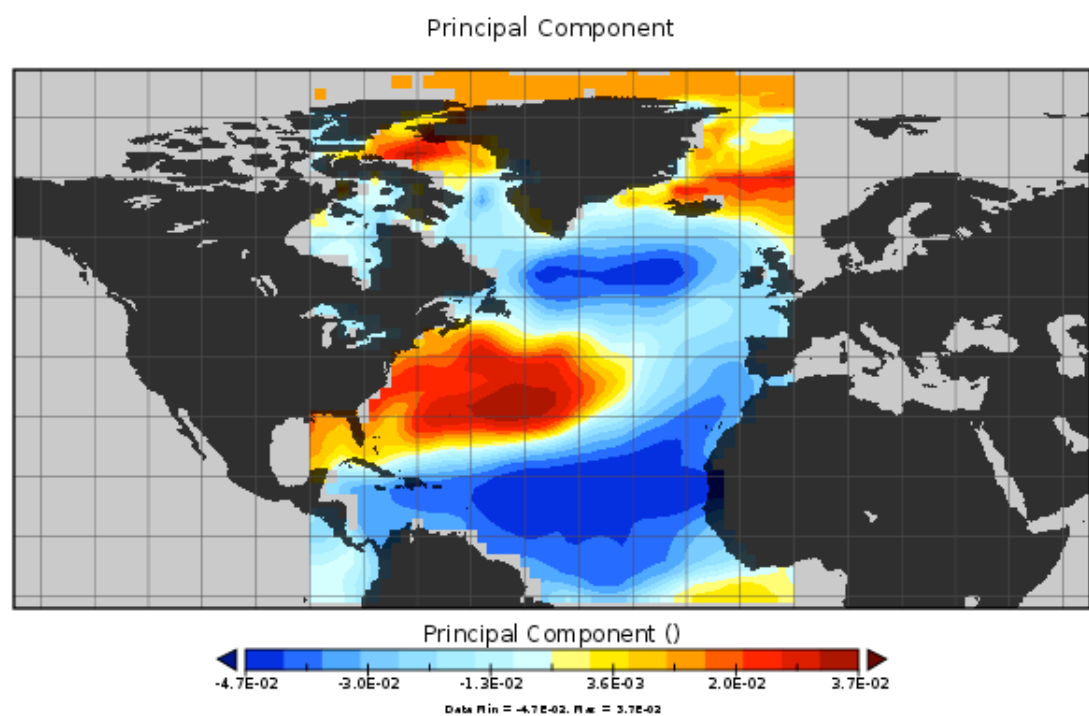 Principal Component
Principal Component ()
-4.7E-02 -3.0E-02 -1.3E-02 3.6E-03 2.0E-02 3.7E-02
Data Min = -4.7E-02, Max = 3.7E-02